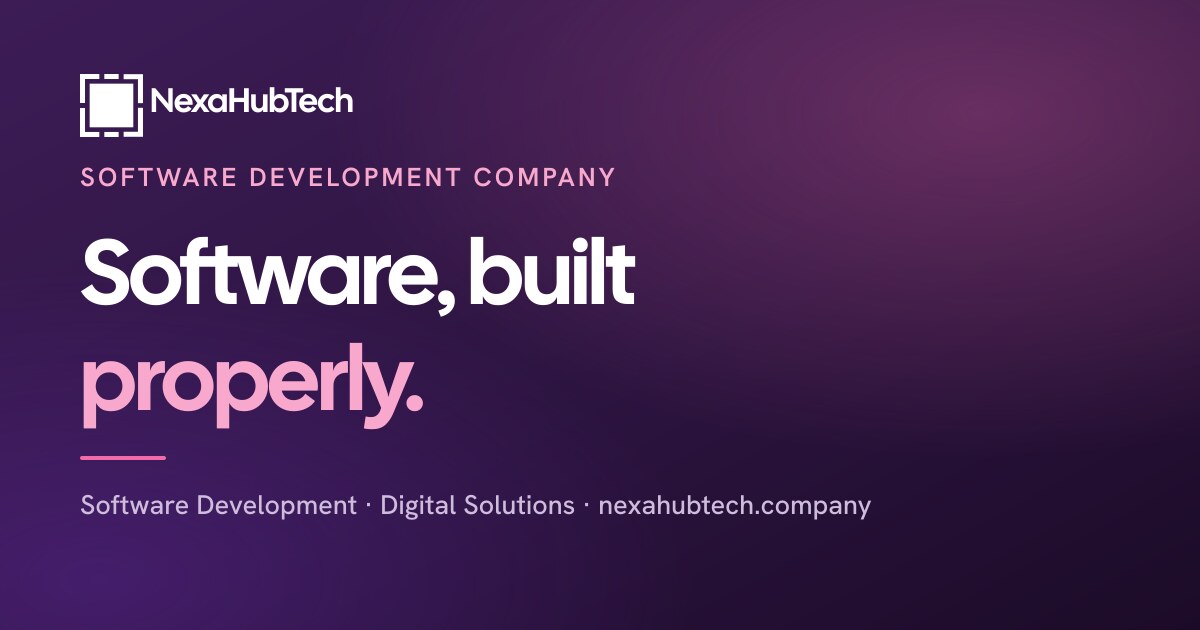 NexaHubTech
SOFTWARE DEVELOPMENT COMPANY
Software, built
properly.
Software Development · Digital Solutions · nexahubtech.company